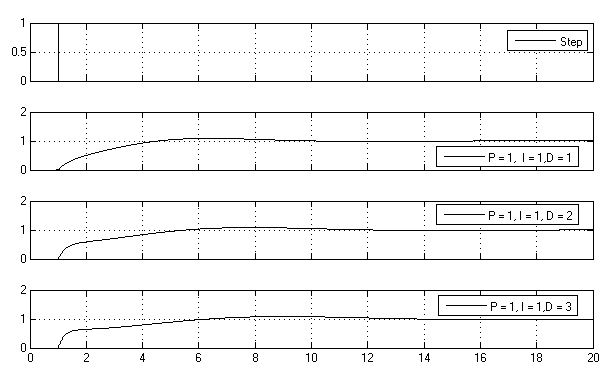 1
0.5
0
Step
2
1
0
P = 1, I = 1,D = 1
2
1
0
P = 1, I = 1,D = 2
2
1
0
P = 1, I = 1,D = 3
0 2 4 6 8 10 12 14 16 18 20